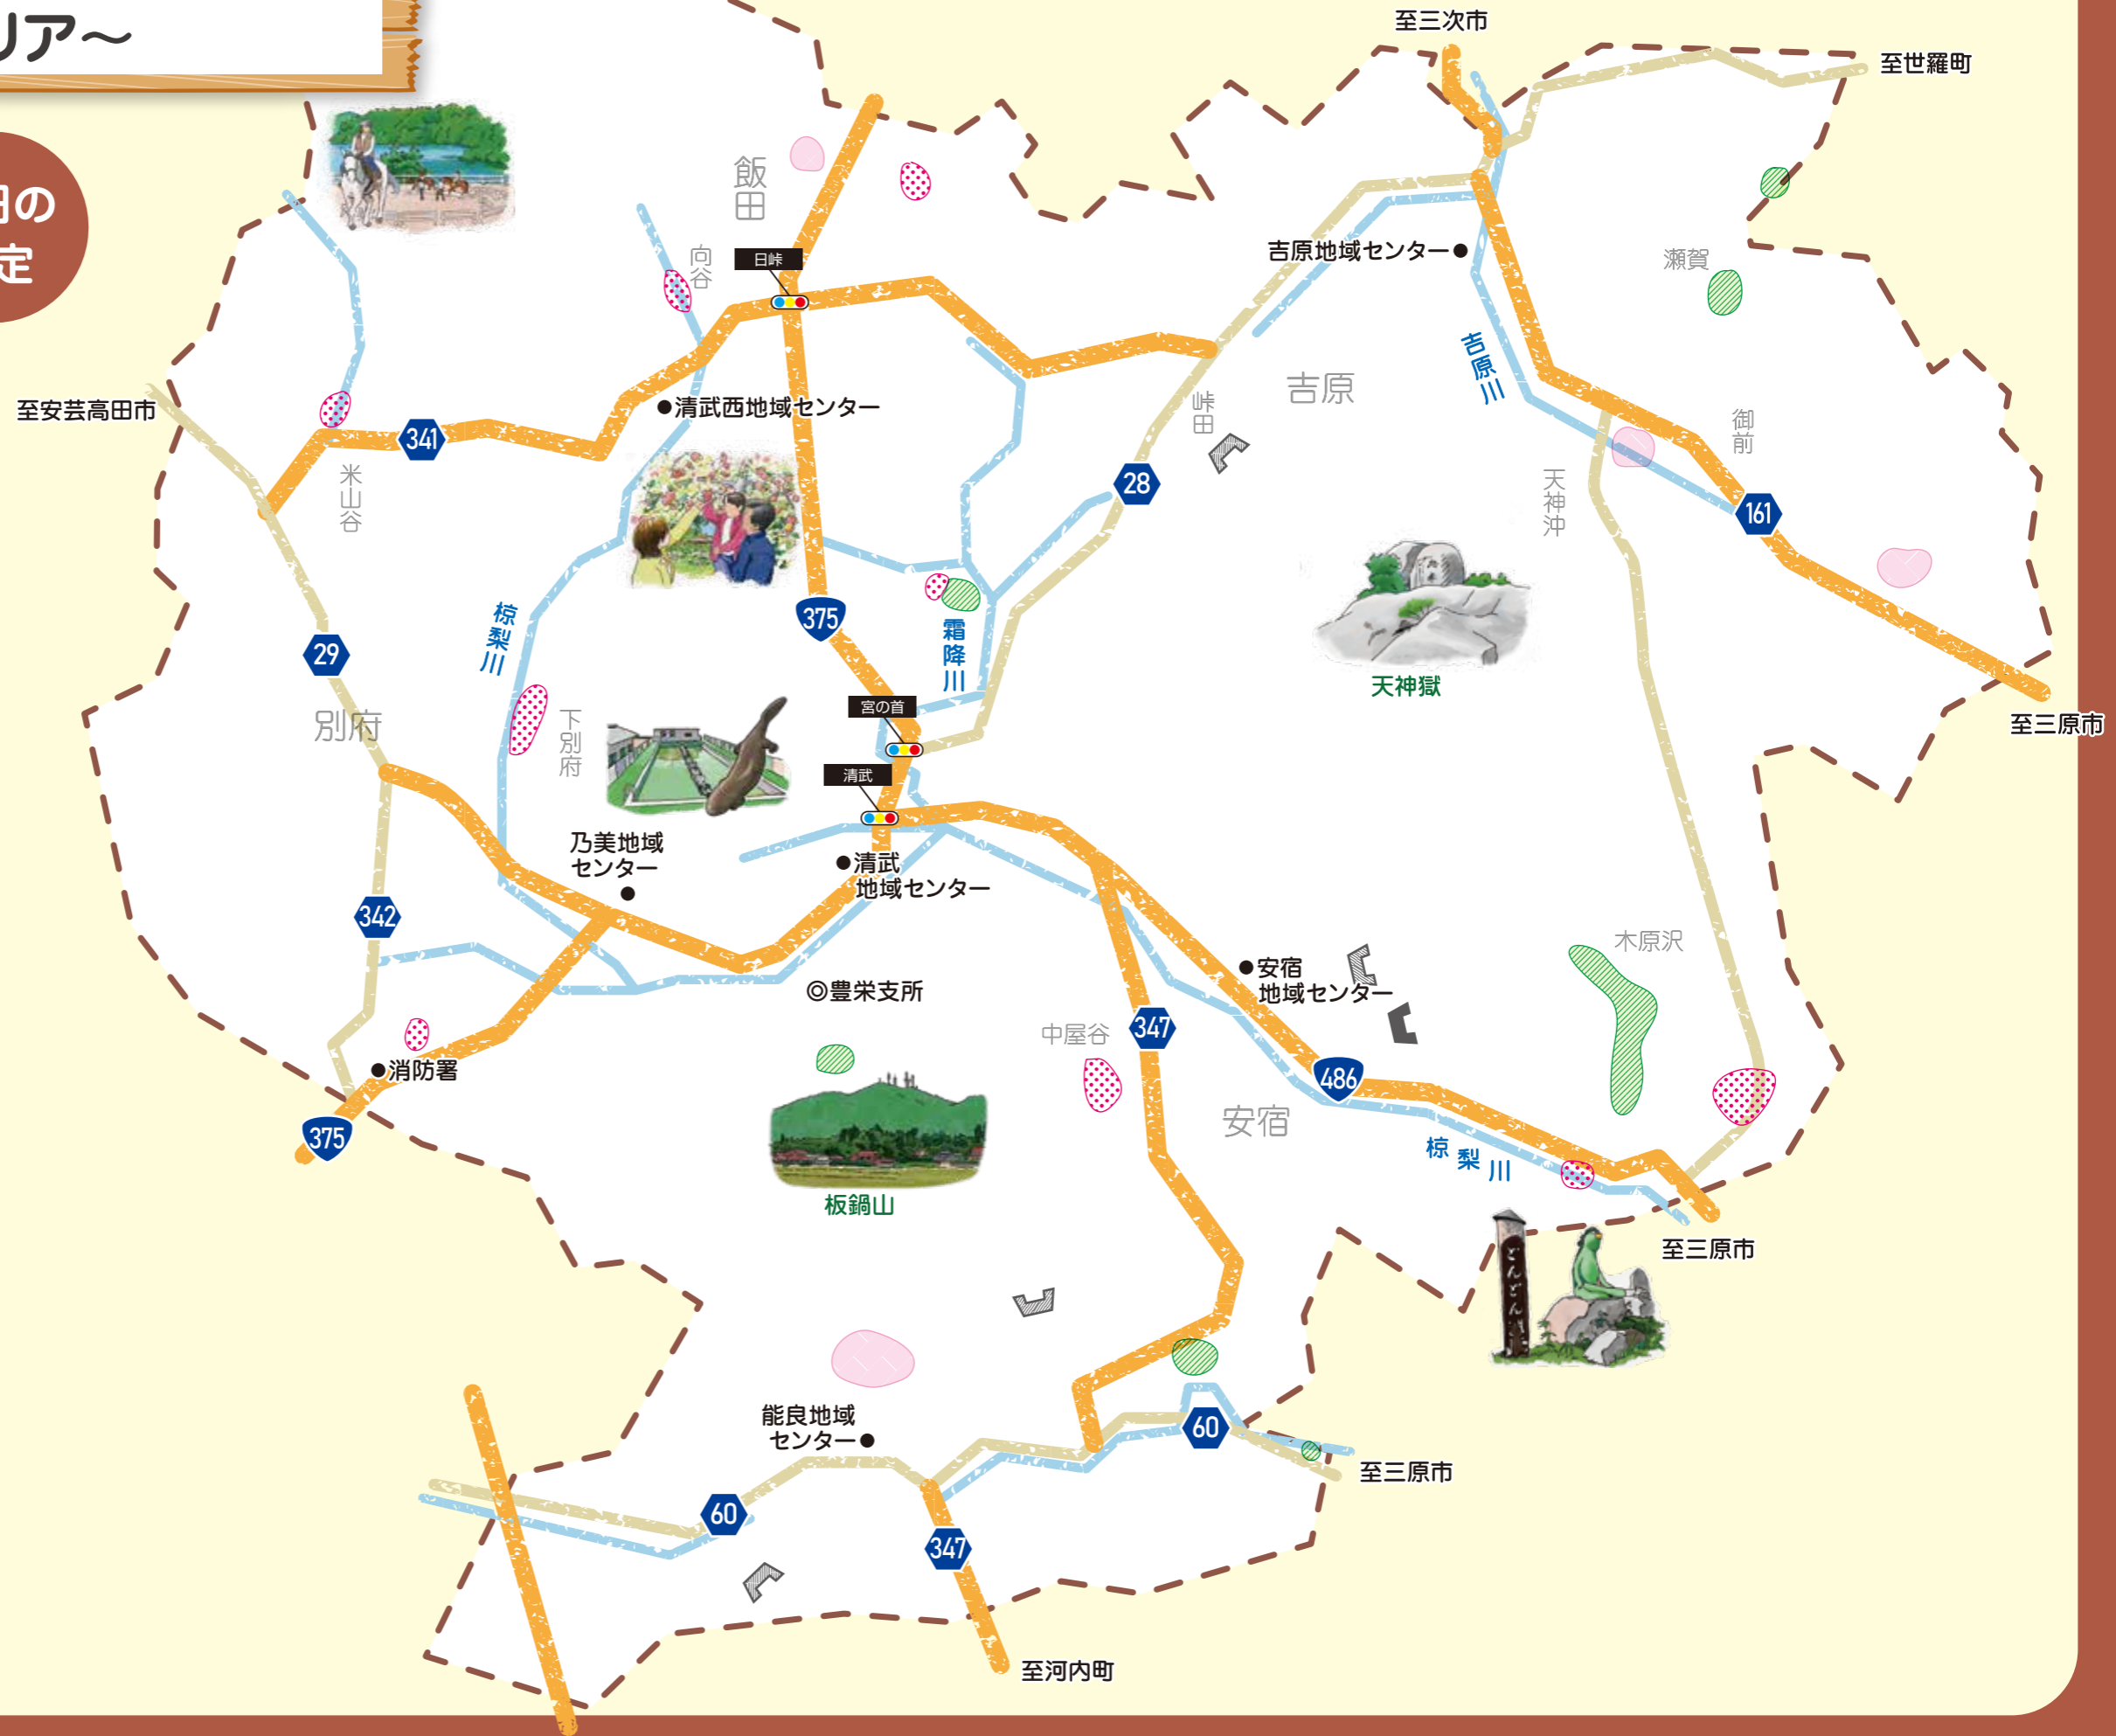 リア～
の
定
至三次市
至世羅町
飯田
向谷
日峠
吉原地域センター
瀬賀
吉原川
至安芸高田市
清武西地域センター
341
米山谷
吉原
峠田
御前
28
天神沖
161
椋梨川
375
霜降川
29
別府
下別府
宮の首
天神獄
至三原市
清武
乃美地域
センター
清武
地域センター
342
豊栄支所
安宿
地域センター
木原沢
中屋谷
347
消防署
486
375
安宿
椋梨川
板鍋山
どんどん
至三原市
能良地域
センター
60
至三原市
60
347
至河内町